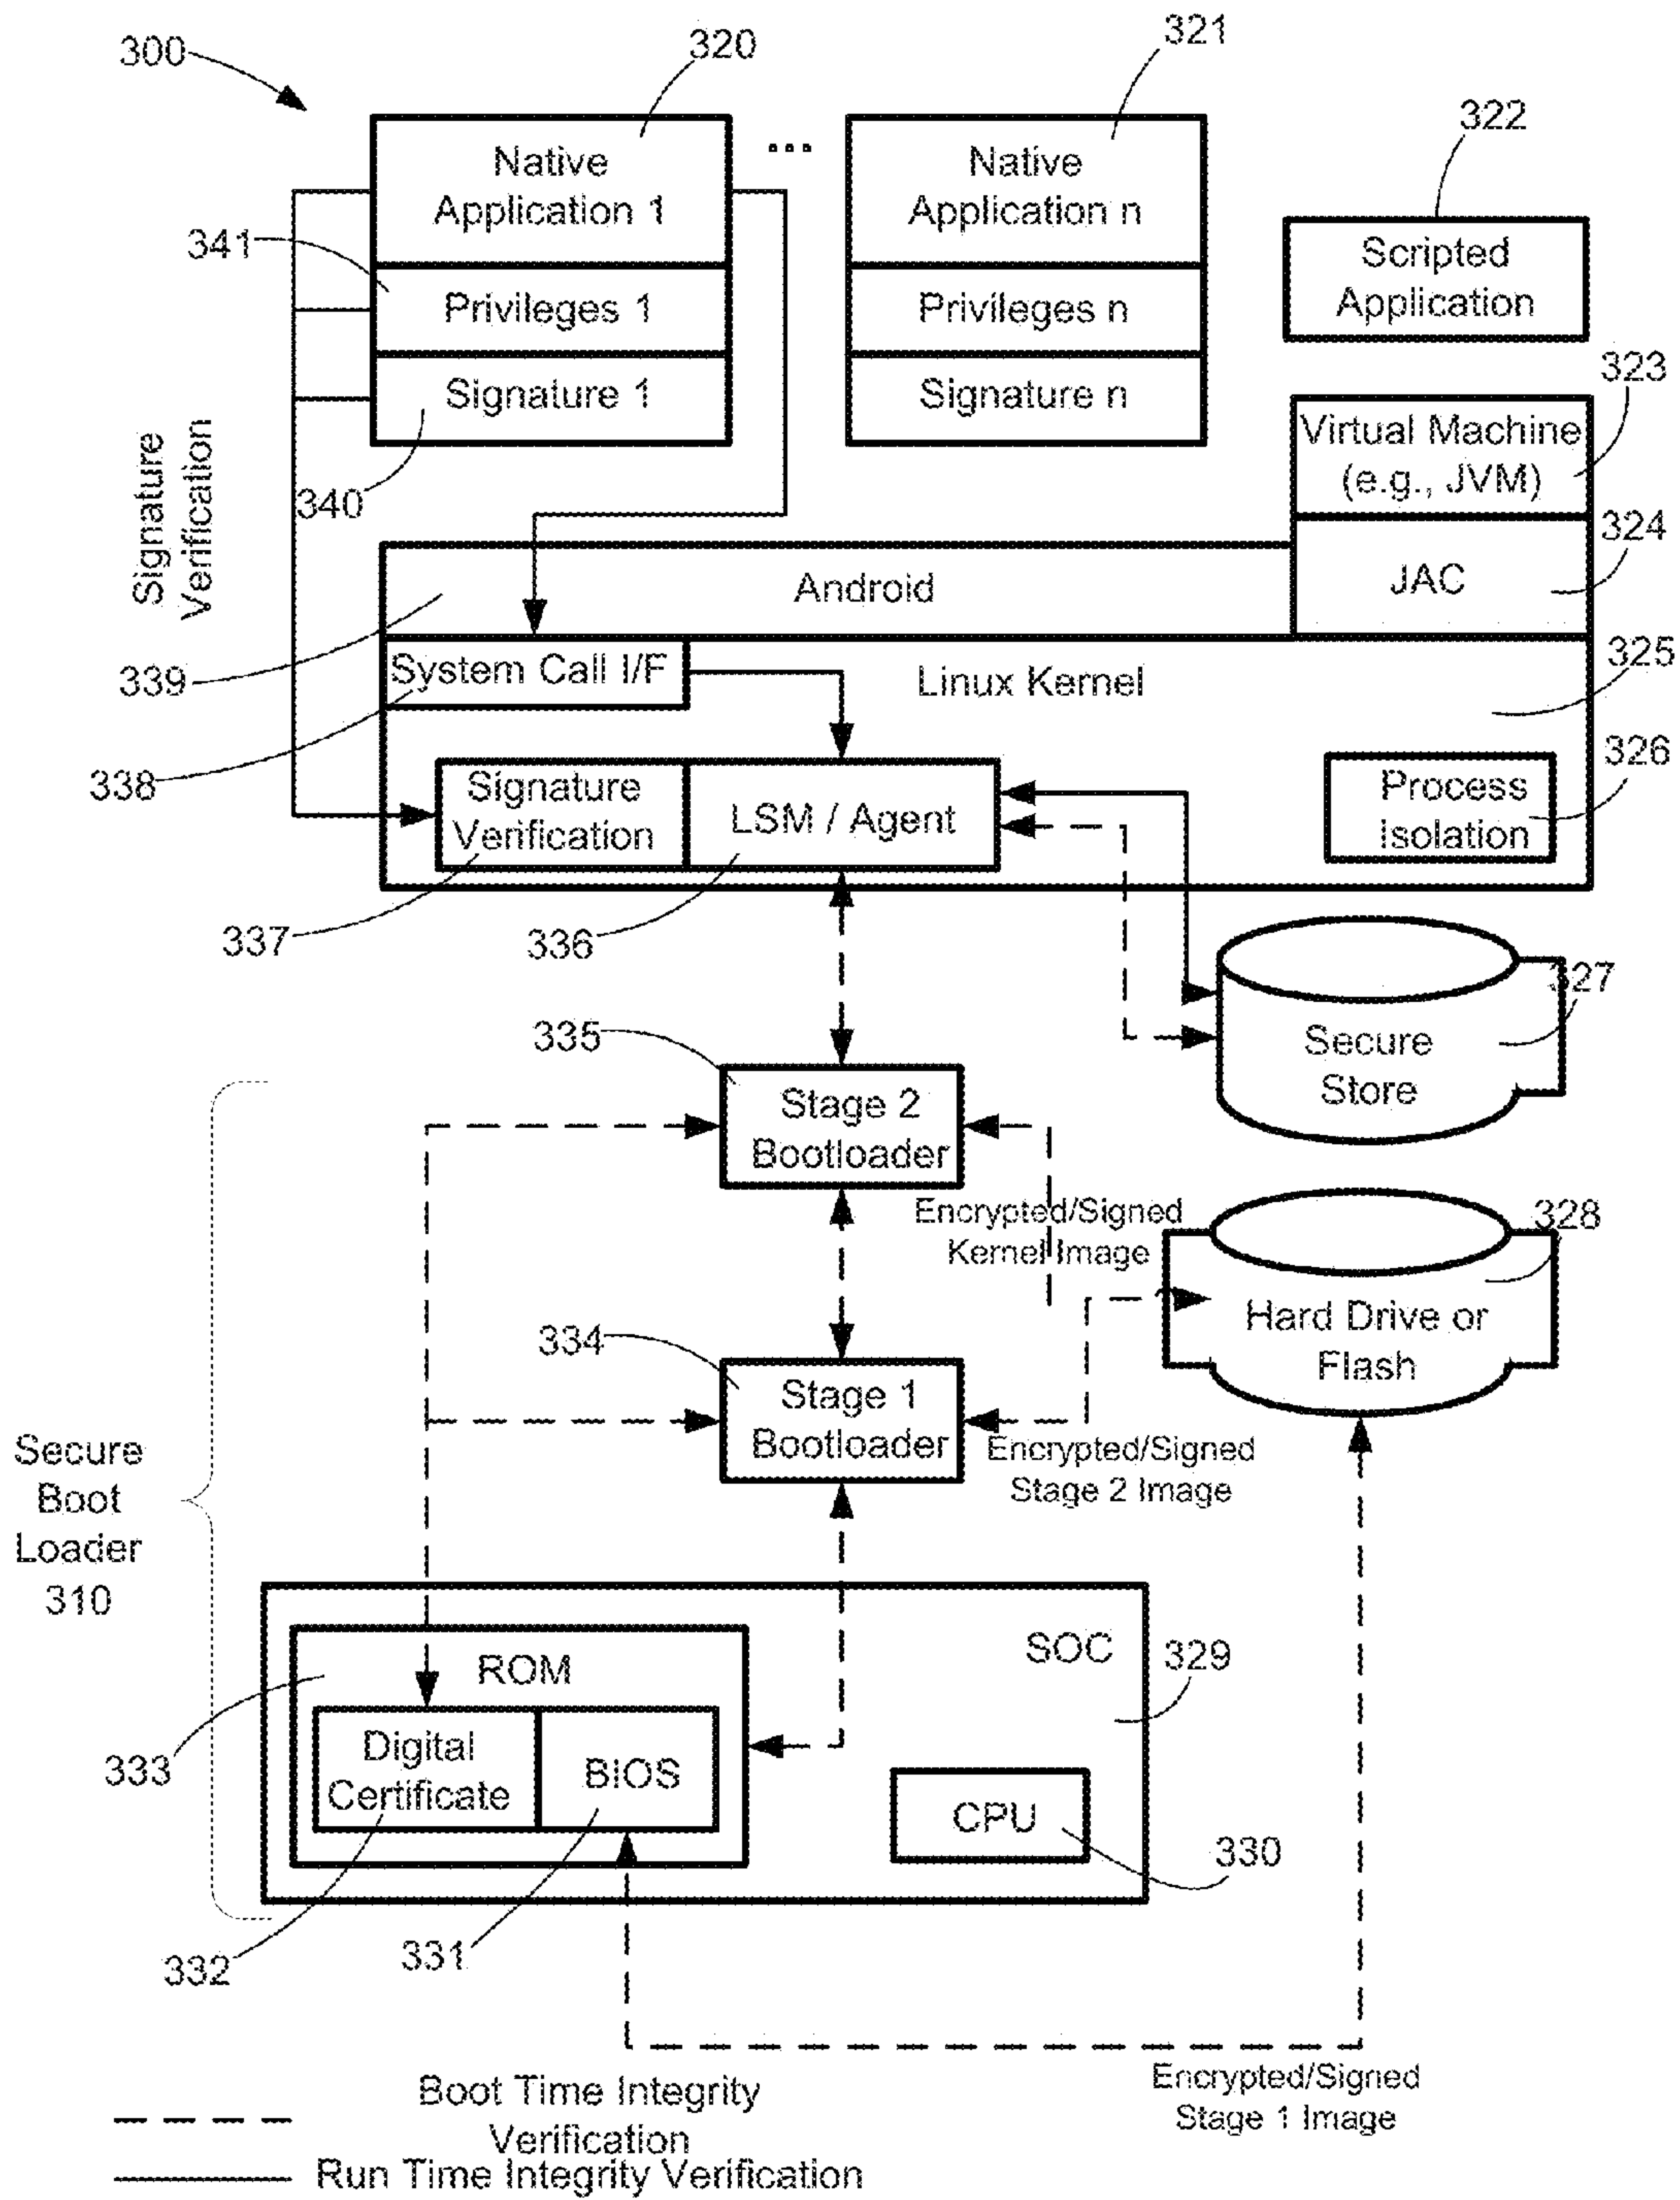 300
320
321
322
Native
Application 1
...
Native
Application n
Scripted
Application
341
Privileges 1
Privileges n
Signature 1
Signature n
323
Virtual Machine
(e.g., JVM)
340
Signature
Verification
324
Android
JAC
339
System Call I/F
Linux Kernel
325
338
Signature
Verification
LSM / Agent
326
Process
Isolation
337
336
327
Secure
Store
335
Stage 2
Bootloader
Encrypted/Signed
Kernel Image
328
Hard Drive or
Flash
334
Stage 1
Bootloader
Encrypted/Signed
Stage 2 Image
Secure
Boot
Loader
310
ROM
SOC
329
333
Digital
Certificate
BIOS
CPU
330
332
331
Encrypted/Signed
Stage 1 Image
Boot Time Integrity
Verification
Run Time Integrity Verification